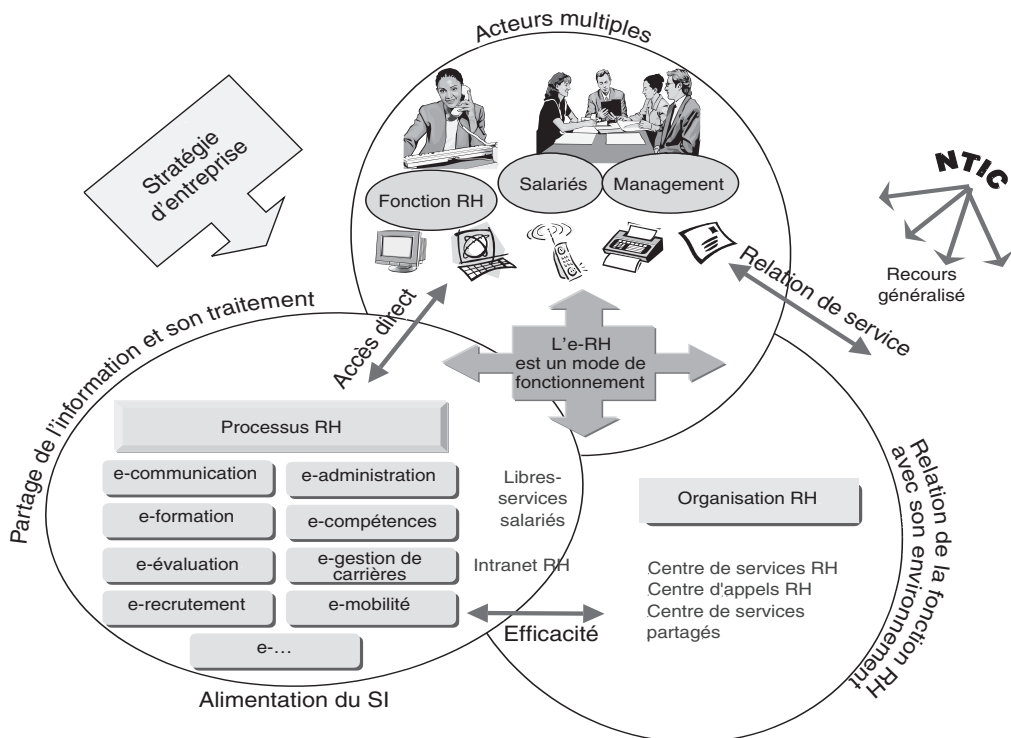 Acteurs multiples
Stratégie
d'entreprise
NTIC
Recours
généralisé
Fonction RH
Salariés
Management
Relation de service
Accès direct
L'e-RH
est un mode de
fonctionnement
Partage de l'information et son traitement
Processus RH
e-communication
e-administration
e-formation
e-compétences
e-évaluation
e-gestion de
carrières
e-recrutement
e-mobilité
e-…
Libres-
services
salariés
Intranet RH
Efficacité
Alimentation du SI
Organisation RH
Centre de services RH
Centre d'appels RH
Centre de services
partagés
Relation de la fonction RH
avec son environnement